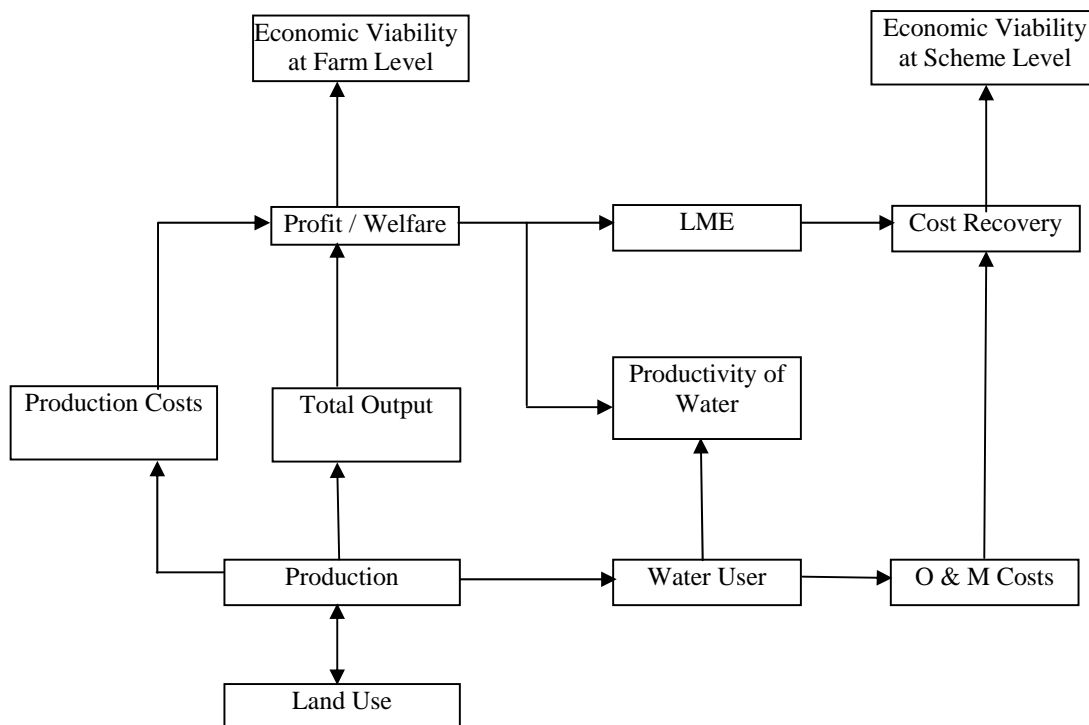 Economic Viability
at Farm Level
Economic Viability
at Scheme Level
Profit / Welfare
LME
Cost Recovery
Production Costs
Total Output
Productivity of
Water
Production
Water User
O & M Costs
Land Use